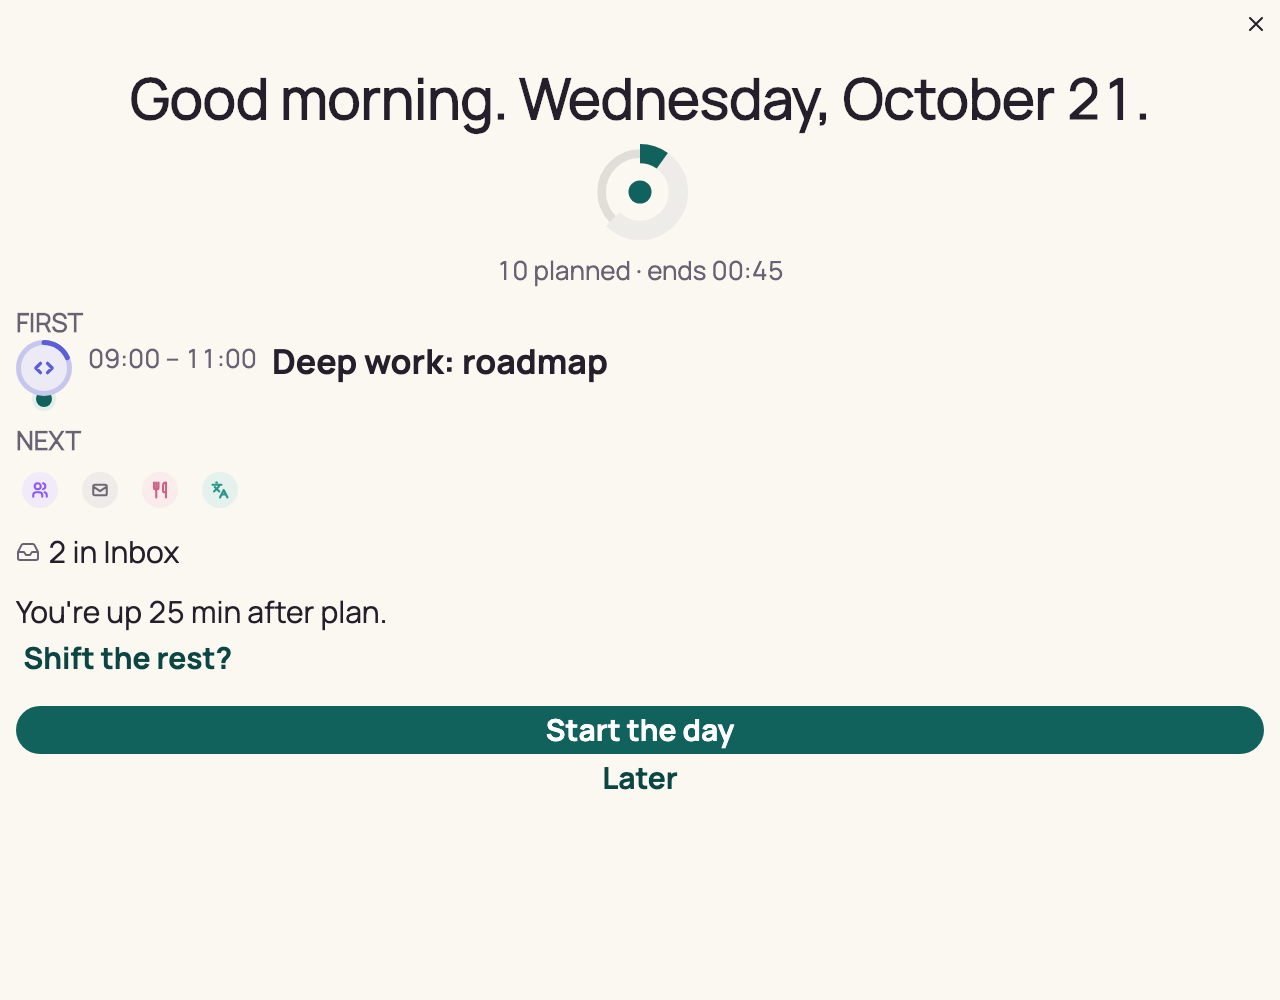 Good morning. Wednesday, October 21.
10 planned · ends 00:45
FIRST
09:00 – 11:00 Deep work: roadmap
NEXT
2 in Inbox
You're up 25 min after plan.
Shift the rest?
Start the day
Later